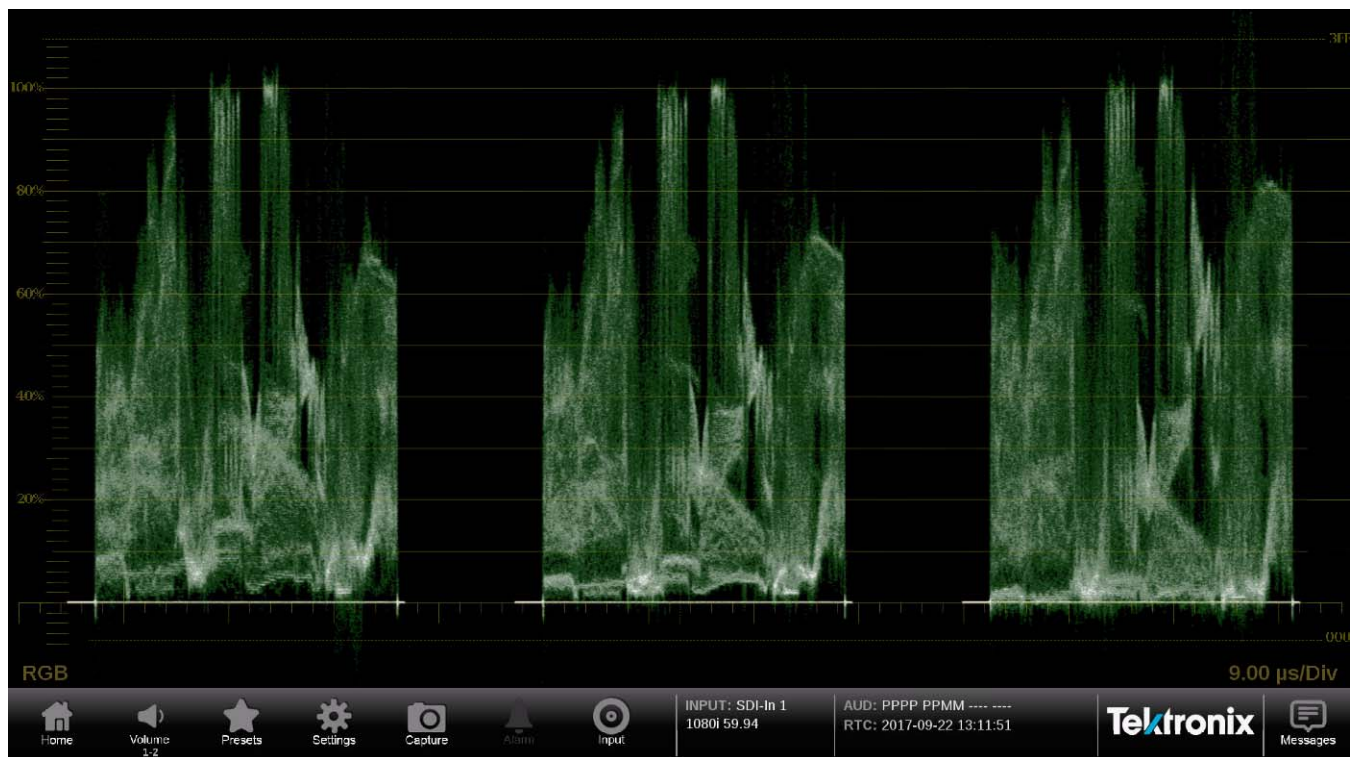 3FF
100%
80%
60%
40%
20%
000
RGB
9.00 µs/Div
Home
Volume
1-2
Presets
Settings
Capture
Alarm
Input
INPUT: SDI-In 1
1080i 59.94
AUD: PPPP PPMM ---- ----
RTC: 2017-09-22 13:11:51
Tektronix
Messages